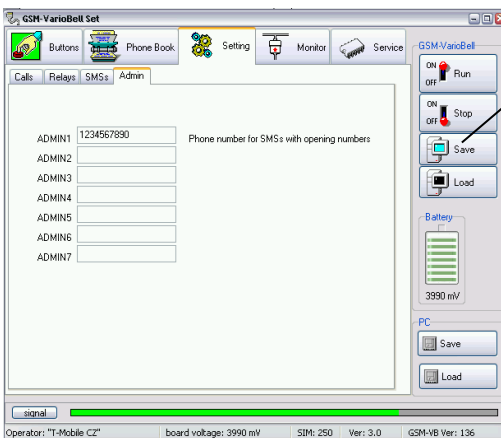 GSM-VarioBell Set
Buttons
Phone Book
Setting
Monitor
Service
Calls
Relays
SMSs
Admin
ADMIN1 1234567890 Phone number for SMSs with opening numbers
ADMIN2
ADMIN3
ADMIN4
ADMIN5
ADMIN6
ADMIN7
GSM-VarioBell
ON
OFF
Run
ON
OFF
Stop
Save
Load
Battery
3990 mV
PC
Save
Load
signal
Operator: "T-Mobile CZ" board voltage: 3990 mV SIM: 250 Ver: 3.0 GSM-VB Ver: 136